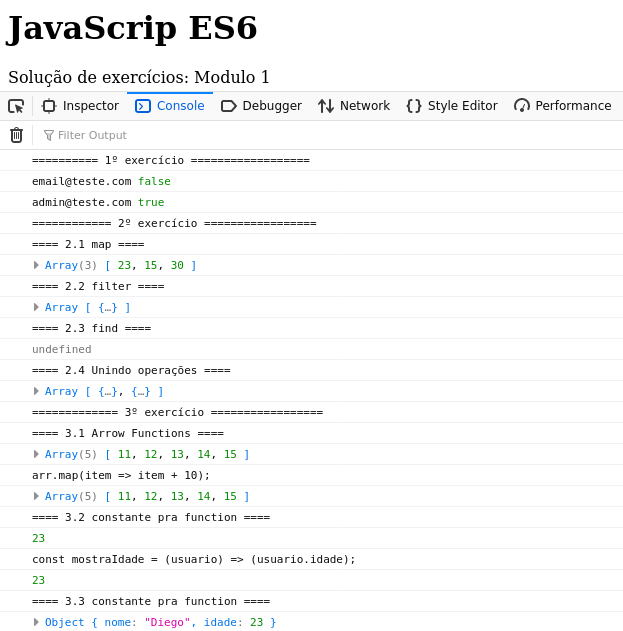 JavaScrip ES6
Solução de exercícios: Modulo 1
Inspector Console Debugger Network Style Editor Performance
Filter Output
========== 1º exercício ==================
email@teste.com false
admin@teste.com true
============ 2º exercício =================
==== 2.1 map ====
Array(3) [ 23, 15, 30 ]
==== 2.2 filter ====
Array [ {…} ]
==== 2.3 find ====
undefined
==== 2.4 Unindo operações ====
Array [ {…}, {…} ]
============= 3º exercício =================
==== 3.1 Arrow Functions ====
Array(5) [ 11, 12, 13, 14, 15 ]
arr.map(item => item + 10);
Array(5) [ 11, 12, 13, 14, 15 ]
==== 3.2 constante pra function ====
23
const mostraIdade = (usuario) => (usuario.idade);
23
==== 3.3 constante pra function ====
Object { nome: "Diego", idade: 23 }